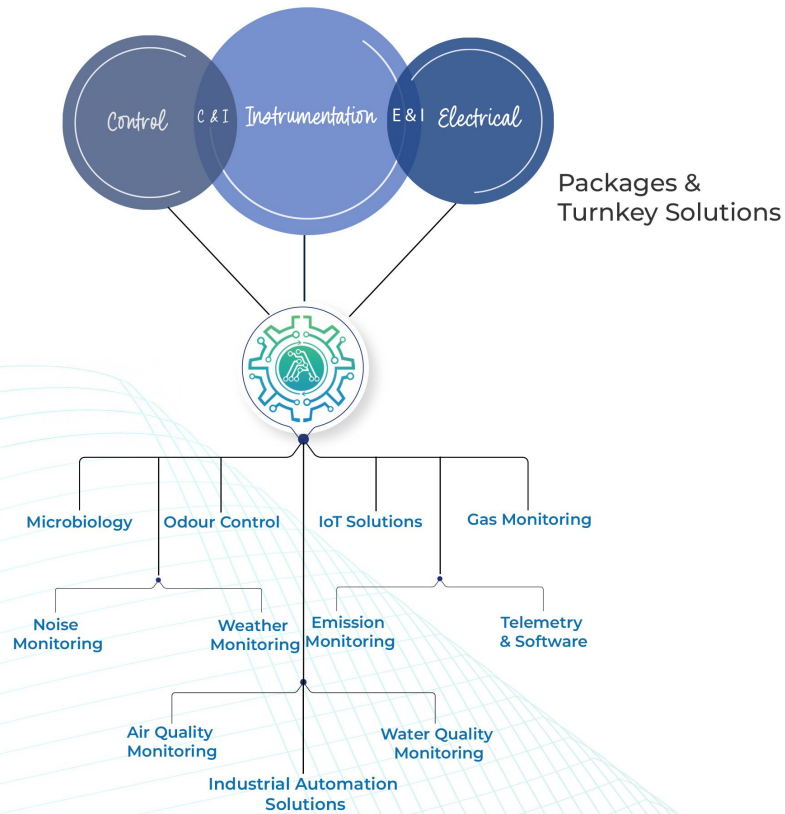 Control
C & I
Instrumentation
E & I
Electrical
Packages &
Turnkey Solutions
Microbiology
Odour Control
IoT Solutions
Gas Monitoring
Noise
Monitoring
Weather
Monitoring
Emission
Monitoring
Telemetry
& Software
Air Quality
Monitoring
Water Quality
Monitoring
Industrial Automation
Solutions